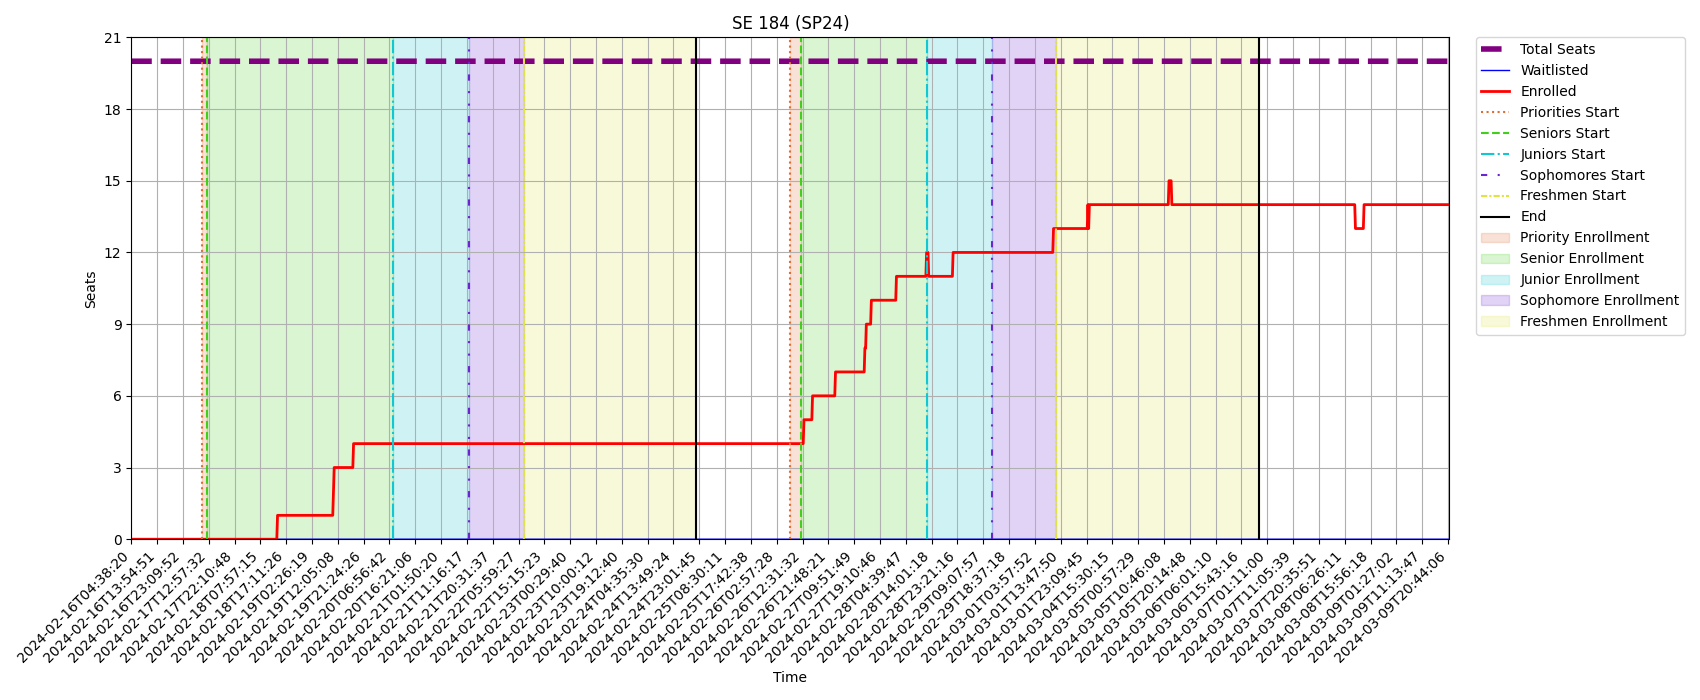 SE 184 (SP24)
21
18
15
12
9
6
3
0
Seats
2024-02-16T04:38:20
2024-02-16T13:54:51
2024-02-16T23:09:52
2024-02-17T12:57:32
2024-02-17T22:10:48
2024-02-18T07:57:15
2024-02-18T17:11:26
2024-02-19T02:26:19
2024-02-19T12:05:08
2024-02-19T21:24:26
2024-02-20T06:56:42
2024-02-20T16:21:06
2024-02-21T01:50:20
2024-02-21T11:16:17
2024-02-21T20:31:37
2024-02-22T05:59:27
2024-02-22T15:15:23
2024-02-23T00:29:40
2024-02-23T10:00:12
2024-02-23T19:12:40
2024-02-24T04:35:30
2024-02-24T13:49:24
2024-02-24T23:01:45
2024-02-25T08:30:11
2024-02-25T17:42:38
2024-02-26T02:57:28
2024-02-26T12:31:32
2024-02-26T21:48:21
2024-02-27T09:51:49
2024-02-27T19:10:46
2024-02-28T04:39:47
2024-02-28T14:01:18
2024-02-28T23:21:16
2024-02-29T09:07:57
2024-02-29T18:37:18
2024-03-01T03:57:52
2024-03-01T13:47:50
2024-03-01T23:09:45
2024-03-04T15:30:15
2024-03-05T00:57:29
2024-03-05T10:46:08
2024-03-05T20:14:48
2024-03-06T06:01:10
2024-03-06T15:43:16
2024-03-07T01:11:00
2024-03-07T11:05:39
2024-03-07T20:35:51
2024-03-08T06:26:11
2024-03-08T15:56:18
2024-03-09T01:27:02
2024-03-09T11:13:47
2024-03-09T20:44:06
Time
Total Seats
Waitlisted
Enrolled
Priorities Start
Seniors Start
Juniors Start
Sophomores Start
Freshmen Start
End
Priority Enrollment
Senior Enrollment
Junior Enrollment
Sophomore Enrollment
Freshmen Enrollment